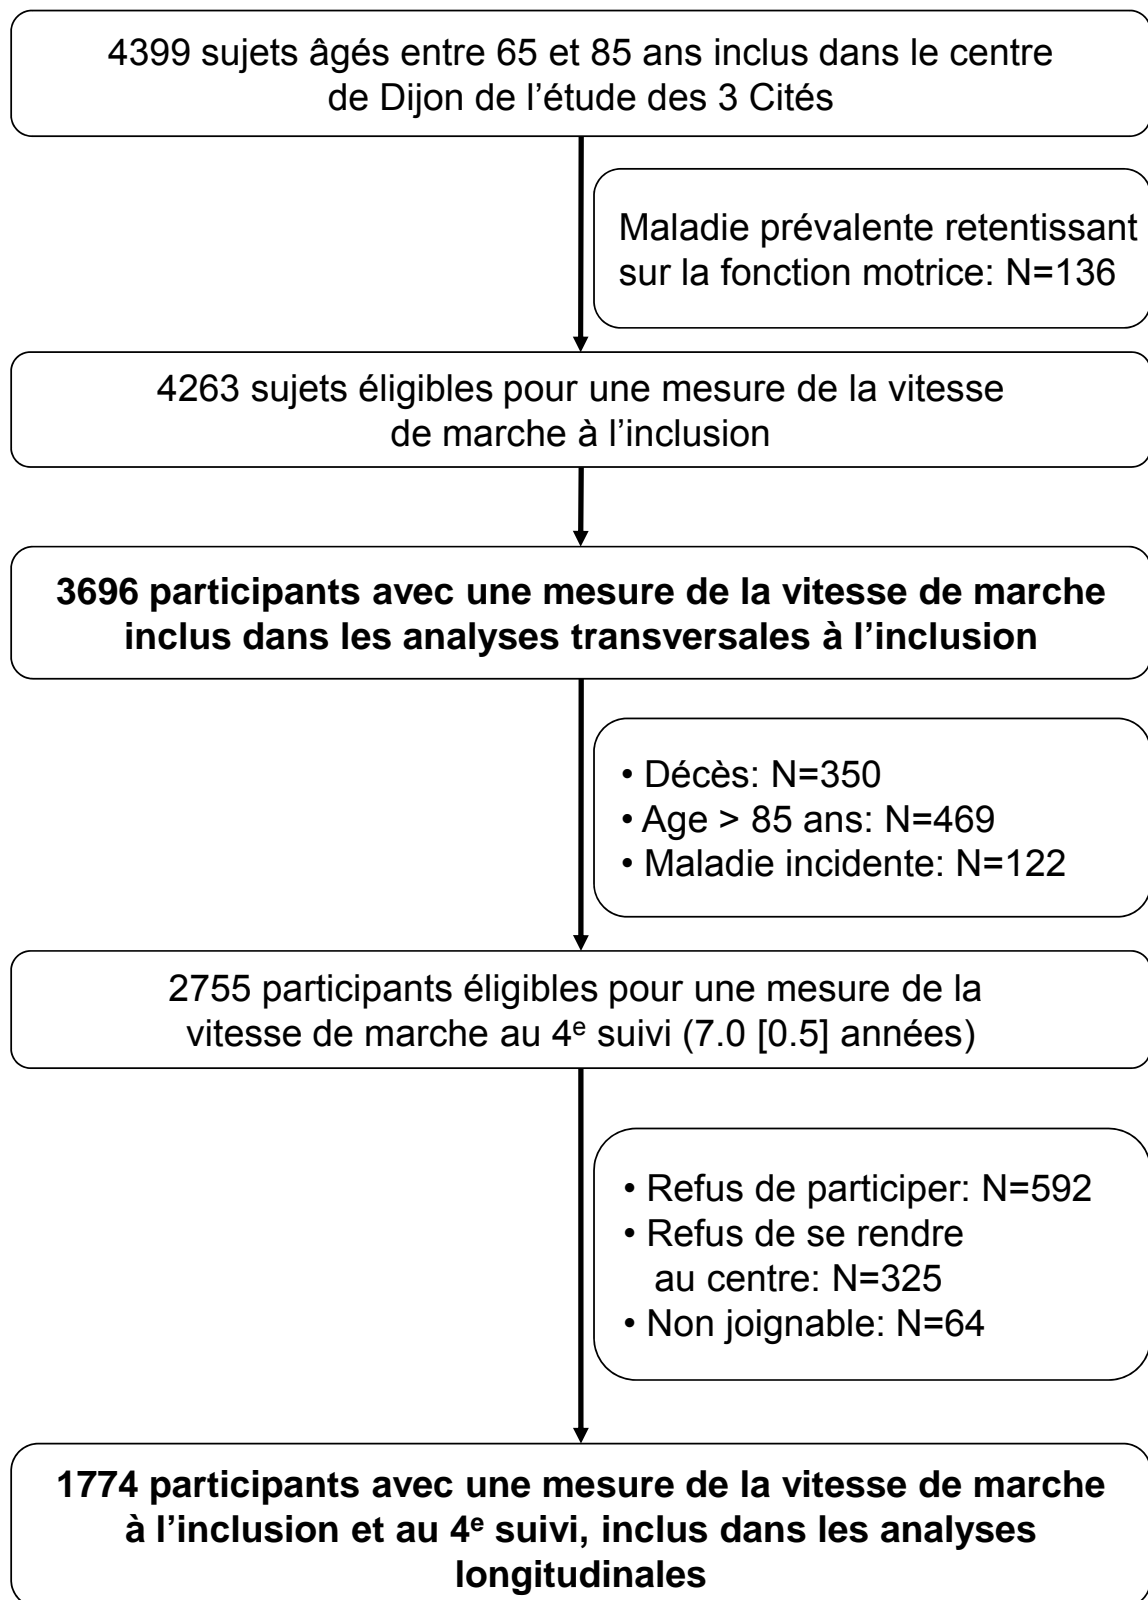 4399 sujets âgés entre 65 et 85 ans inclus dans le centre
de Dijon de l’étude des 3 Cités
Maladie prévalente retentissant
sur la fonction motrice: N=136
4263 sujets éligibles pour une mesure de la vitesse
de marche à l’inclusion
3696 participants avec une mesure de la vitesse de marche
inclus dans les analyses transversales à l’inclusion
• Décès: N=350
• Age > 85 ans: N=469
• Maladie incidente: N=122
2755 participants éligibles pour une mesure de la
vitesse de marche au 4ᵉ suivi (7.0 [0.5] années)
• Refus de participer: N=592
• Refus de se rendre
au centre: N=325
• Non joignable: N=64
1774 participants avec une mesure de la vitesse de marche
à l’inclusion et au 4ᵉ suivi, inclus dans les analyses
longitudinales